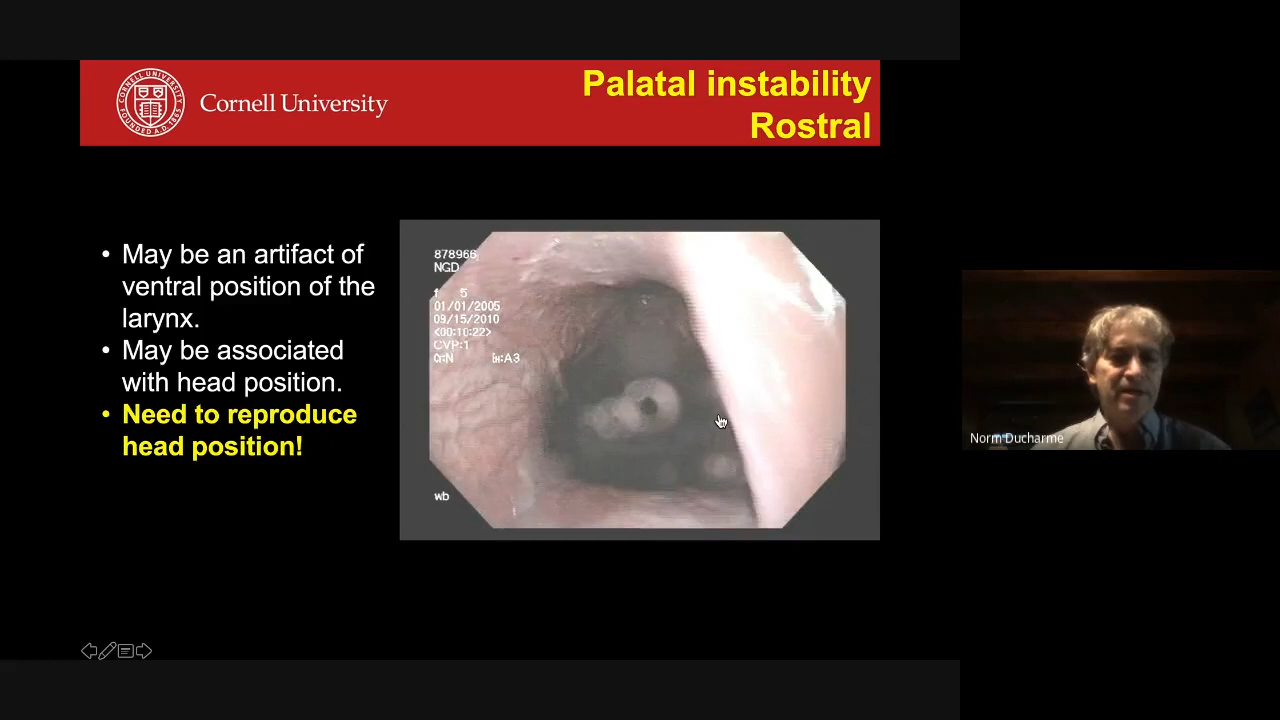 Cornell University
Palatal instability
Rostral
• May be an artifact of
ventral position of the
larynx.
• May be associated
with head position.
• Need to reproduce
head position!
878966
NGD
5
01/01/2005
09/15/2010
<00:10:22>
CVP:1
wb
Norm Ducharme